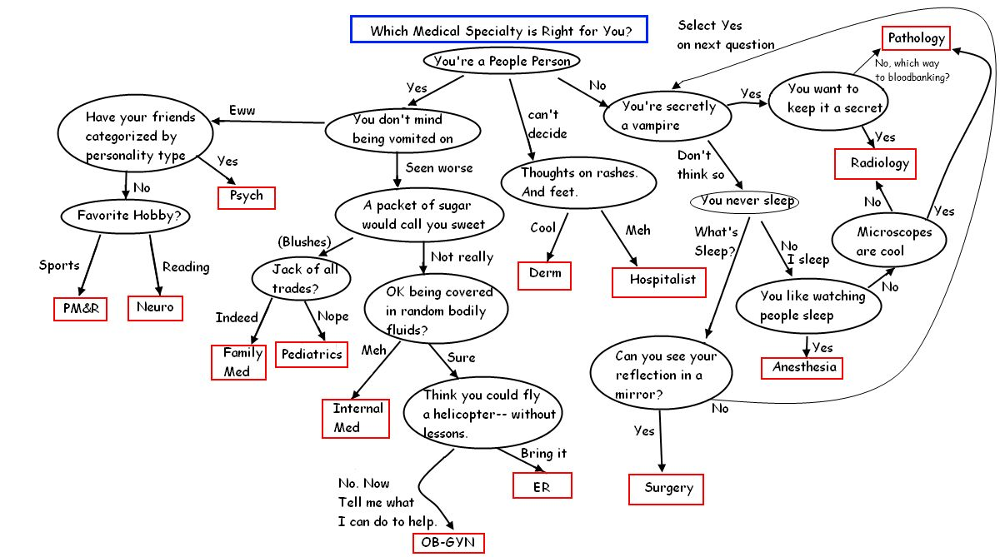 Which Medical Specialty is Right for You?
You're a People Person
Yes
can't
decide
No
Select Yes
on next question
Pathology
No, which way
to bloodbanking?
You want to
keep it a secret
Yes
You're secretly
a vampire
Yes
Radiology
Eww
You don't mind
being vomited on
Have your friends
categorized by
personality type
Yes
Psych
No
Favorite Hobby?
Sports
Reading
PM&R
Neuro
Seen worse
A packet of sugar
would call you sweet
(Blushes)
Not really
Jack of all
trades?
Indeed
Nope
Family
Med
Pediatrics
OK being covered
in random bodily
fluids?
Meh
Sure
Internal
Med
Think you could fly
a helicopter-- without
lessons.
Bring it
ER
No. Now
Tell me what
I can do to help.
OB-GYN
Thoughts on rashes.
And feet.
Cool
Meh
Derm
Hospitalist
Don't
think so
You never sleep
What's
Sleep?
No
I sleep
You like watching
people sleep
No
Yes
Anesthesia
Microscopes
are cool
No
Yes
Can you see your
reflection in a
mirror?
No
Yes
Surgery